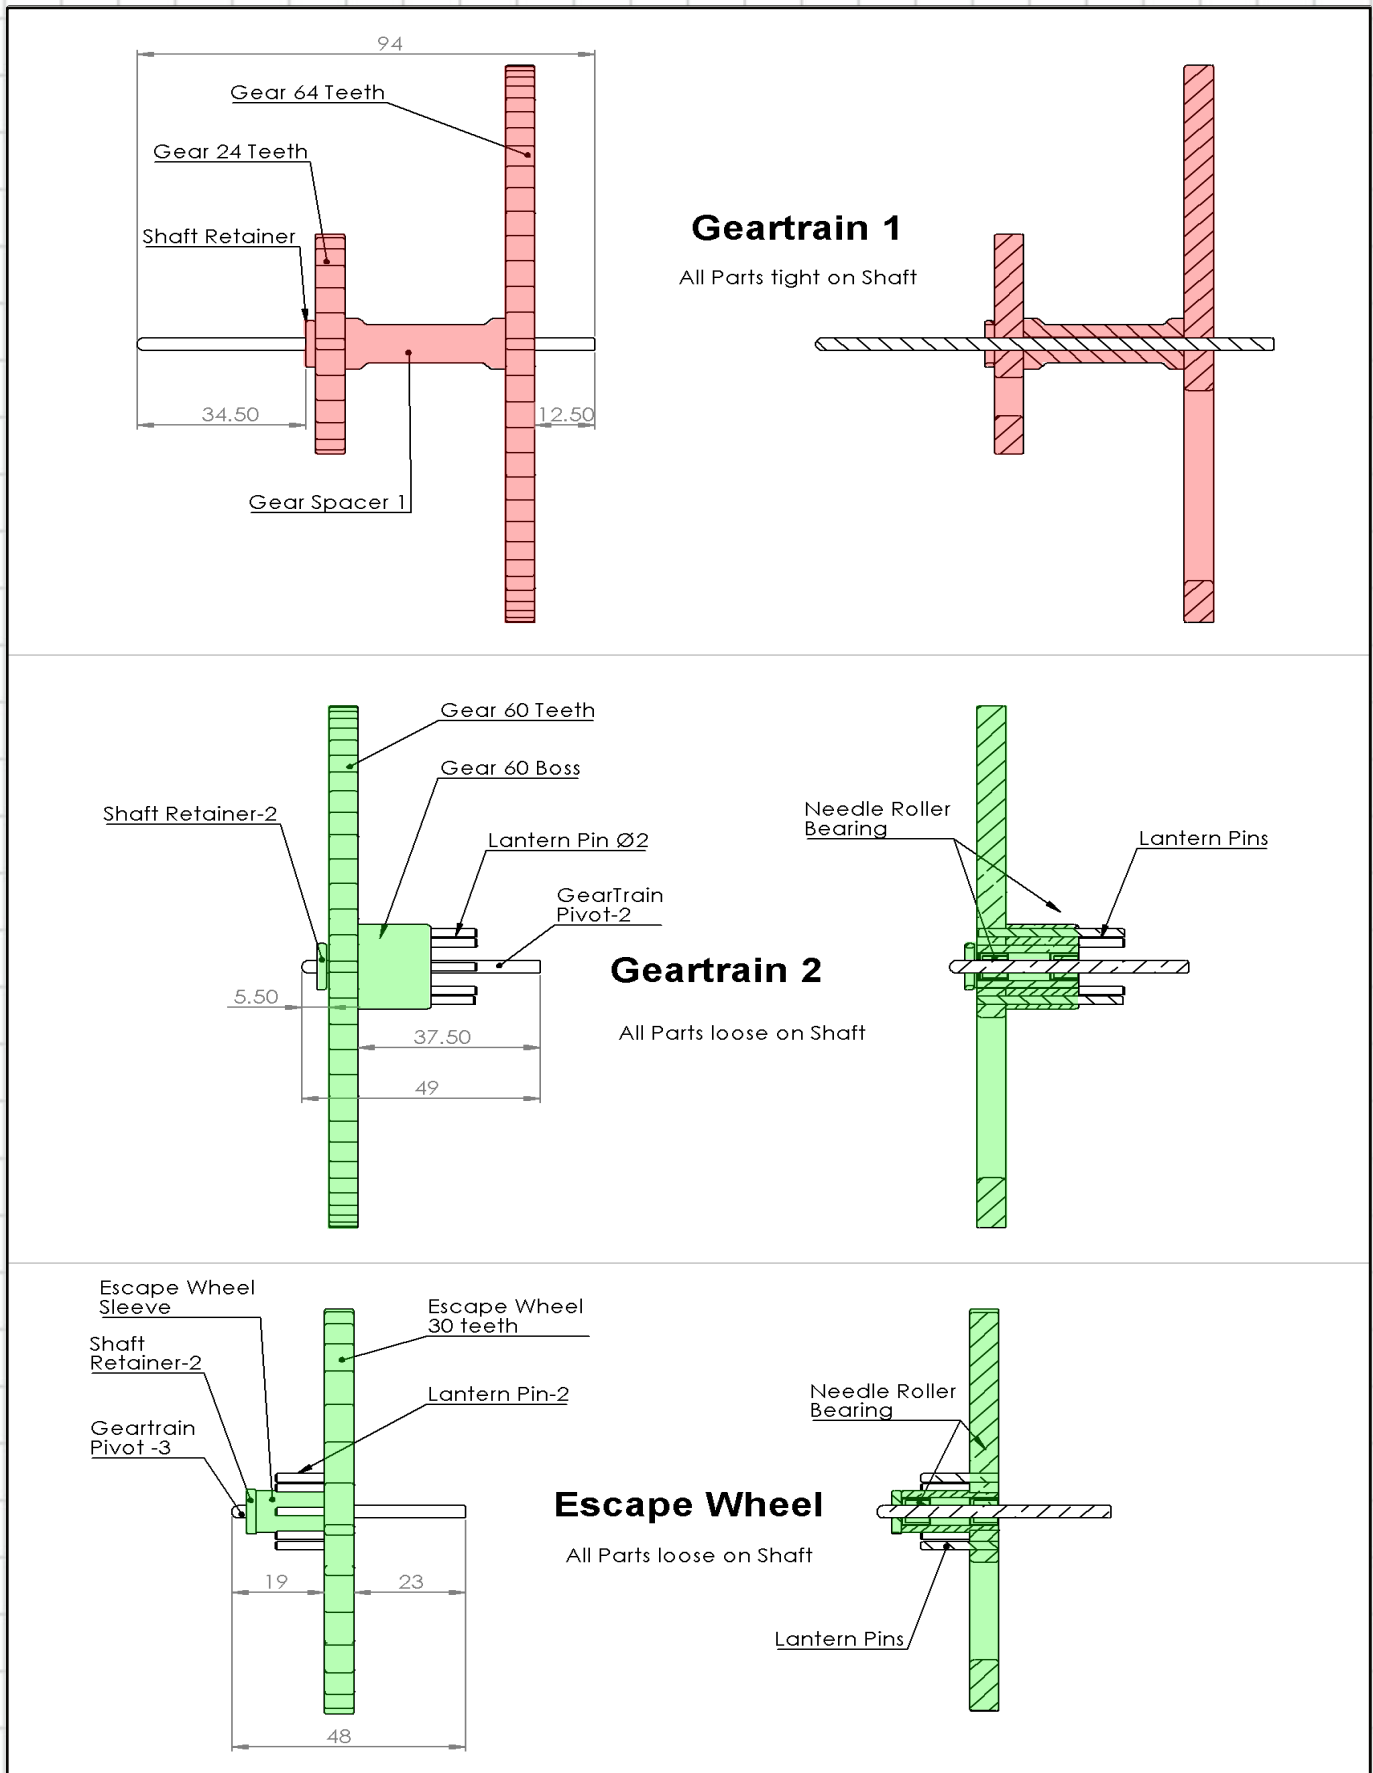 94
Gear 64 Teeth
Gear 24 Teeth
Shaft Retainer
Geartrain 1
All Parts tight on Shaft
34.50
12.50
Gear Spacer 1
Gear 60 Teeth
Gear 60 Boss
Shaft Retainer-2
Lantern Pin Ø2
GearTrain
Pivot-2
Needle Roller
Bearing
Lantern Pins
Geartrain 2
5.50
37.50
All Parts loose on Shaft
49
Escape Wheel
Sleeve
Escape Wheel
30 teeth
Shaft
Retainer-2
Lantern Pin-2
Geartrain
Pivot -3
Needle Roller
Bearing
Escape Wheel
All Parts loose on Shaft
19
23
Lantern Pins
48